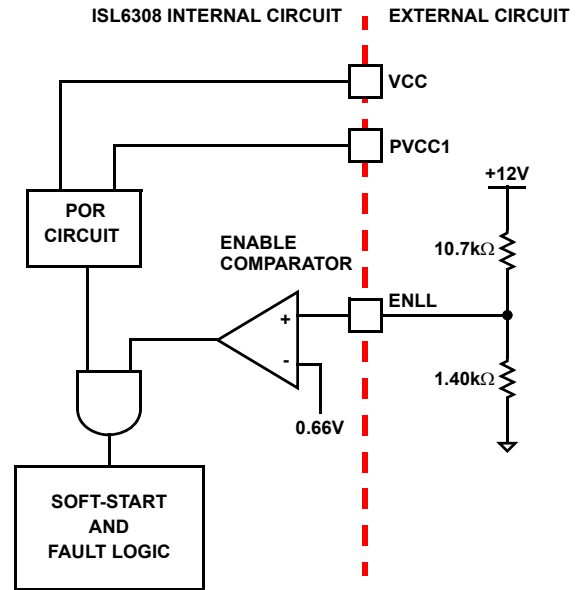 ISL6308 INTERNAL CIRCUIT
EXTERNAL CIRCUIT
VCC
PVCC1
+12V
POR
CIRCUIT
10.7kΩ
ENABLE
COMPARATOR
ENLL
+
-
1.40kΩ
0.66V
SOFT-START
AND
FAULT LOGIC